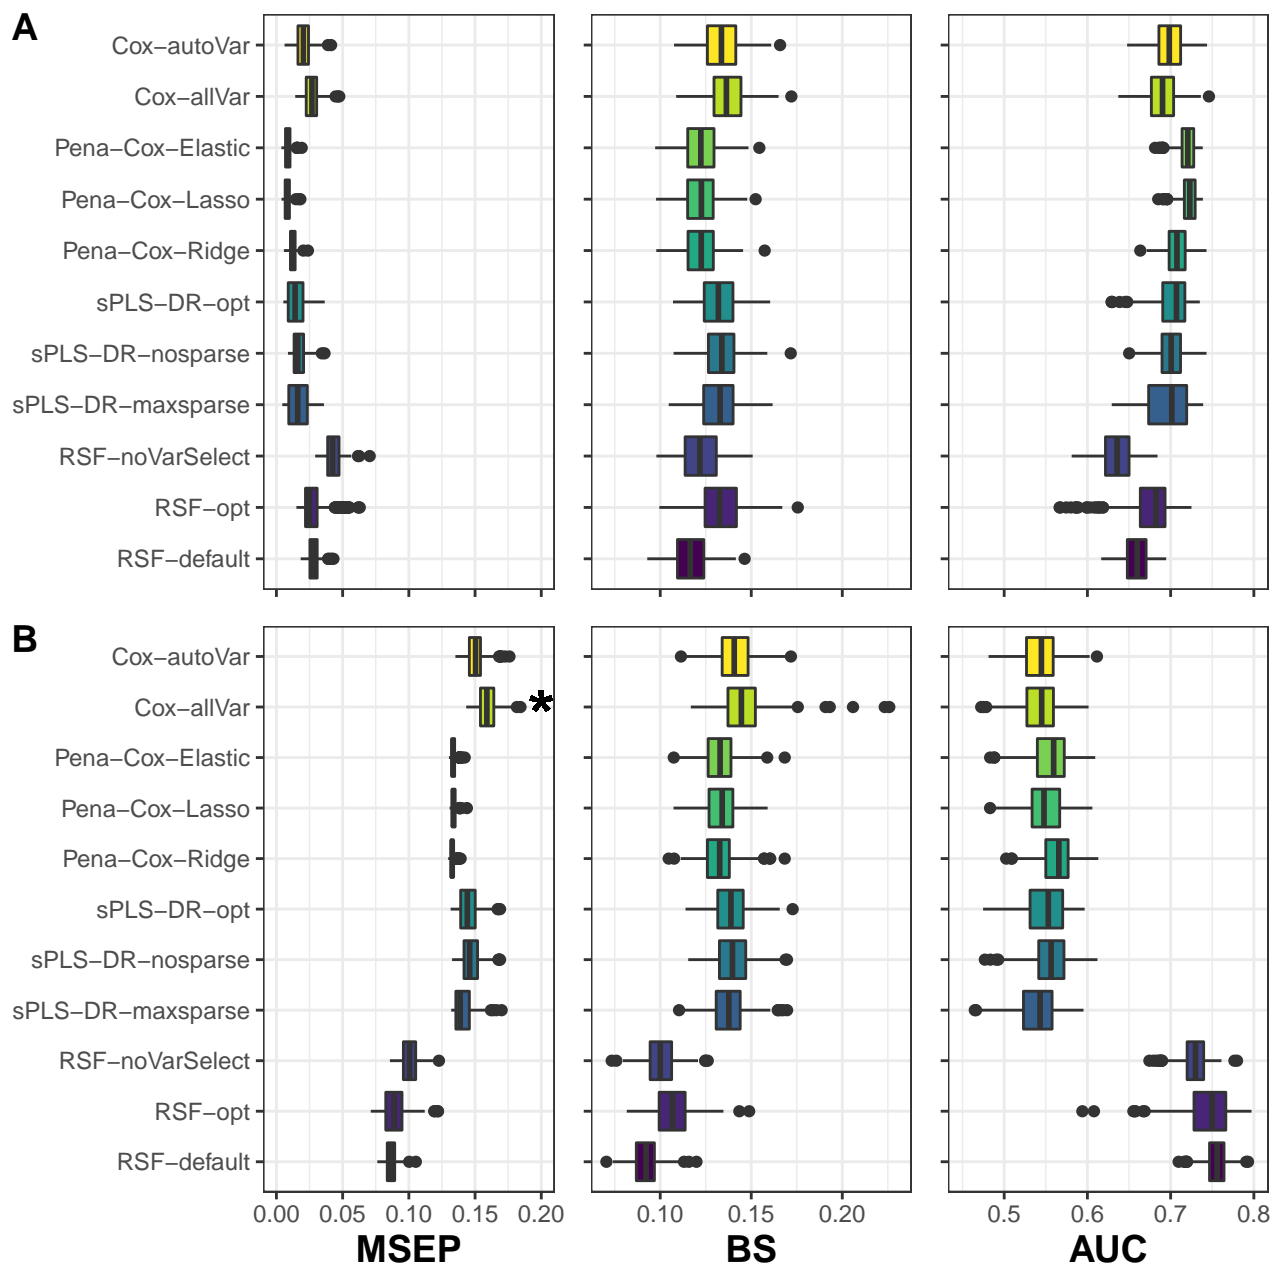 A
Cox−autoVar
Cox−allVar
Pena−Cox−Elastic
Pena−Cox−Lasso
Pena−Cox−Ridge
sPLS−DR−opt
sPLS−DR−nosparse
sPLS−DR−maxsparse
RSF−noVarSelect
RSF−opt
RSF−default
B
Cox−autoVar
Cox−allVar *
Pena−Cox−Elastic
Pena−Cox−Lasso
Pena−Cox−Ridge
sPLS−DR−opt
sPLS−DR−nosparse
sPLS−DR−maxsparse
RSF−noVarSelect
RSF−opt
RSF−default
0.00 0.05 0.10 0.15 0.20 0.10 0.15 0.20 0.5 0.6 0.7 0.8
MSEP BS AUC